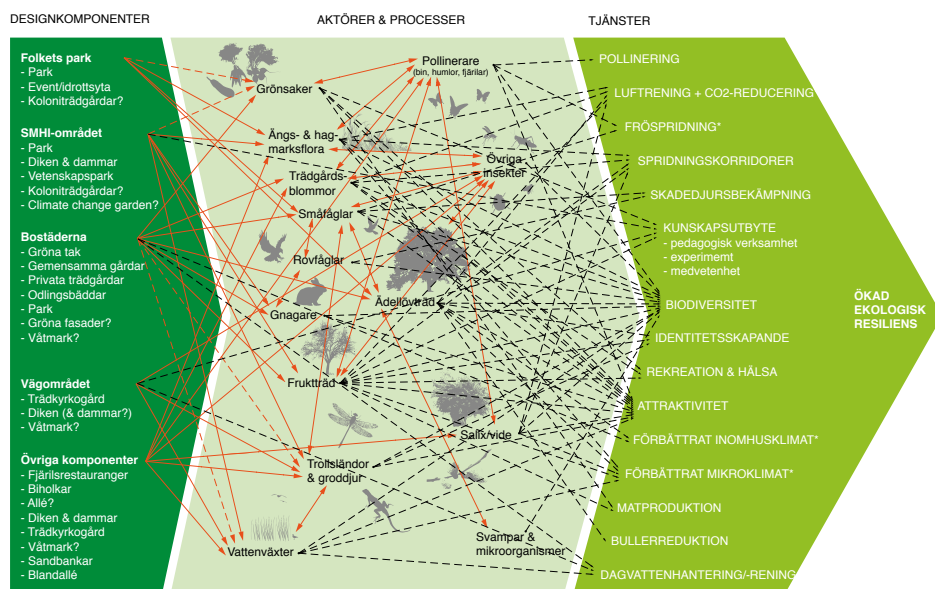 DESIGNKOMPONENTER
AKTÖRER & PROCESSER
TJÄNSTER
Folkets park
- Park
- Event/idrottsyta
- Koloniträdgårdar?
SMHI-området
- Park
- Diken & dammar
- Vetenskapspark
- Koloniträdgårdar?
- Climate change garden?
Bostäderna
- Gröna tak
- Gemensamma gårdar
- Privata trädgårdar
- Odlingsbäddar
- Park
- Gröna fasader?
- Våtmark?
Vägområdet
- Trädkyrkogård
- Diken (& dammar?)
- Våtmark?
Övriga komponenter
- Fjärilsrestauranger
- Biholkar
- Allé?
- Diken & dammar
- Trädkyrkogård
- Våtmark?
- Sandbankar
- Blandallé
Pollinerare
(bin, humlor, fjärilar)
Grönsaker
Ängs- & hag-
marksflora
Övriga
insekter
Trädgårds-
blommor
Småfåglar
Rovfåglar
Ädellövträd
Gnagare
Fruktträd
Salix/vide
Trollsländor
& groddjur
Svampar &
mikroorganismer
Vattenväxter
POLLINERING
LUFTRENING + CO2-REDUCERING
FRÖSPRIDNING*
SPRIDNINGSKORRIDORER
SKADEDJURSBEKÄMPNING
KUNSKAPSUTBYTE
- pedagogisk verksamhet
- experimemt
- medvetenhet
BIODIVERSITET
IDENTITETSSKAPANDE
REKREATION & HÄLSA
ATTRAKTIVITET
FÖRBÄTTRAT INOMHUSKLIMAT*
FÖRBÄTTRAT MIKROKLIMAT*
MATPRODUKTION
BULLERREDUKTION
DAGVATTENHANTERING/-RENING
ÖKAD
EKOLOGISK
RESILIENS